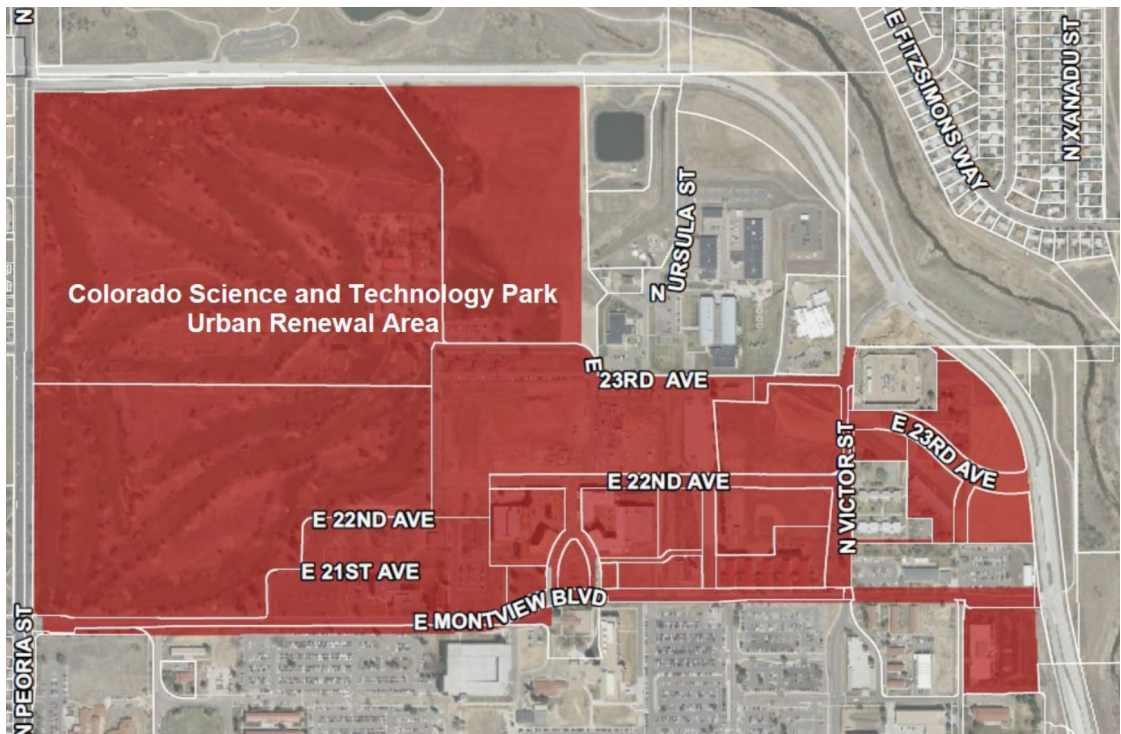 N
E FITZSIMONS WAY
N XANADU ST
N URSULA ST
Colorado Science and Technology Park
Urban Renewal Area
E 23RD AVE
E 23RD AVE
N VICTOR ST
E 22ND AVE
E 22ND AVE
E 21ST AVE
E MONTVIEW BLVD
N PEORIA ST